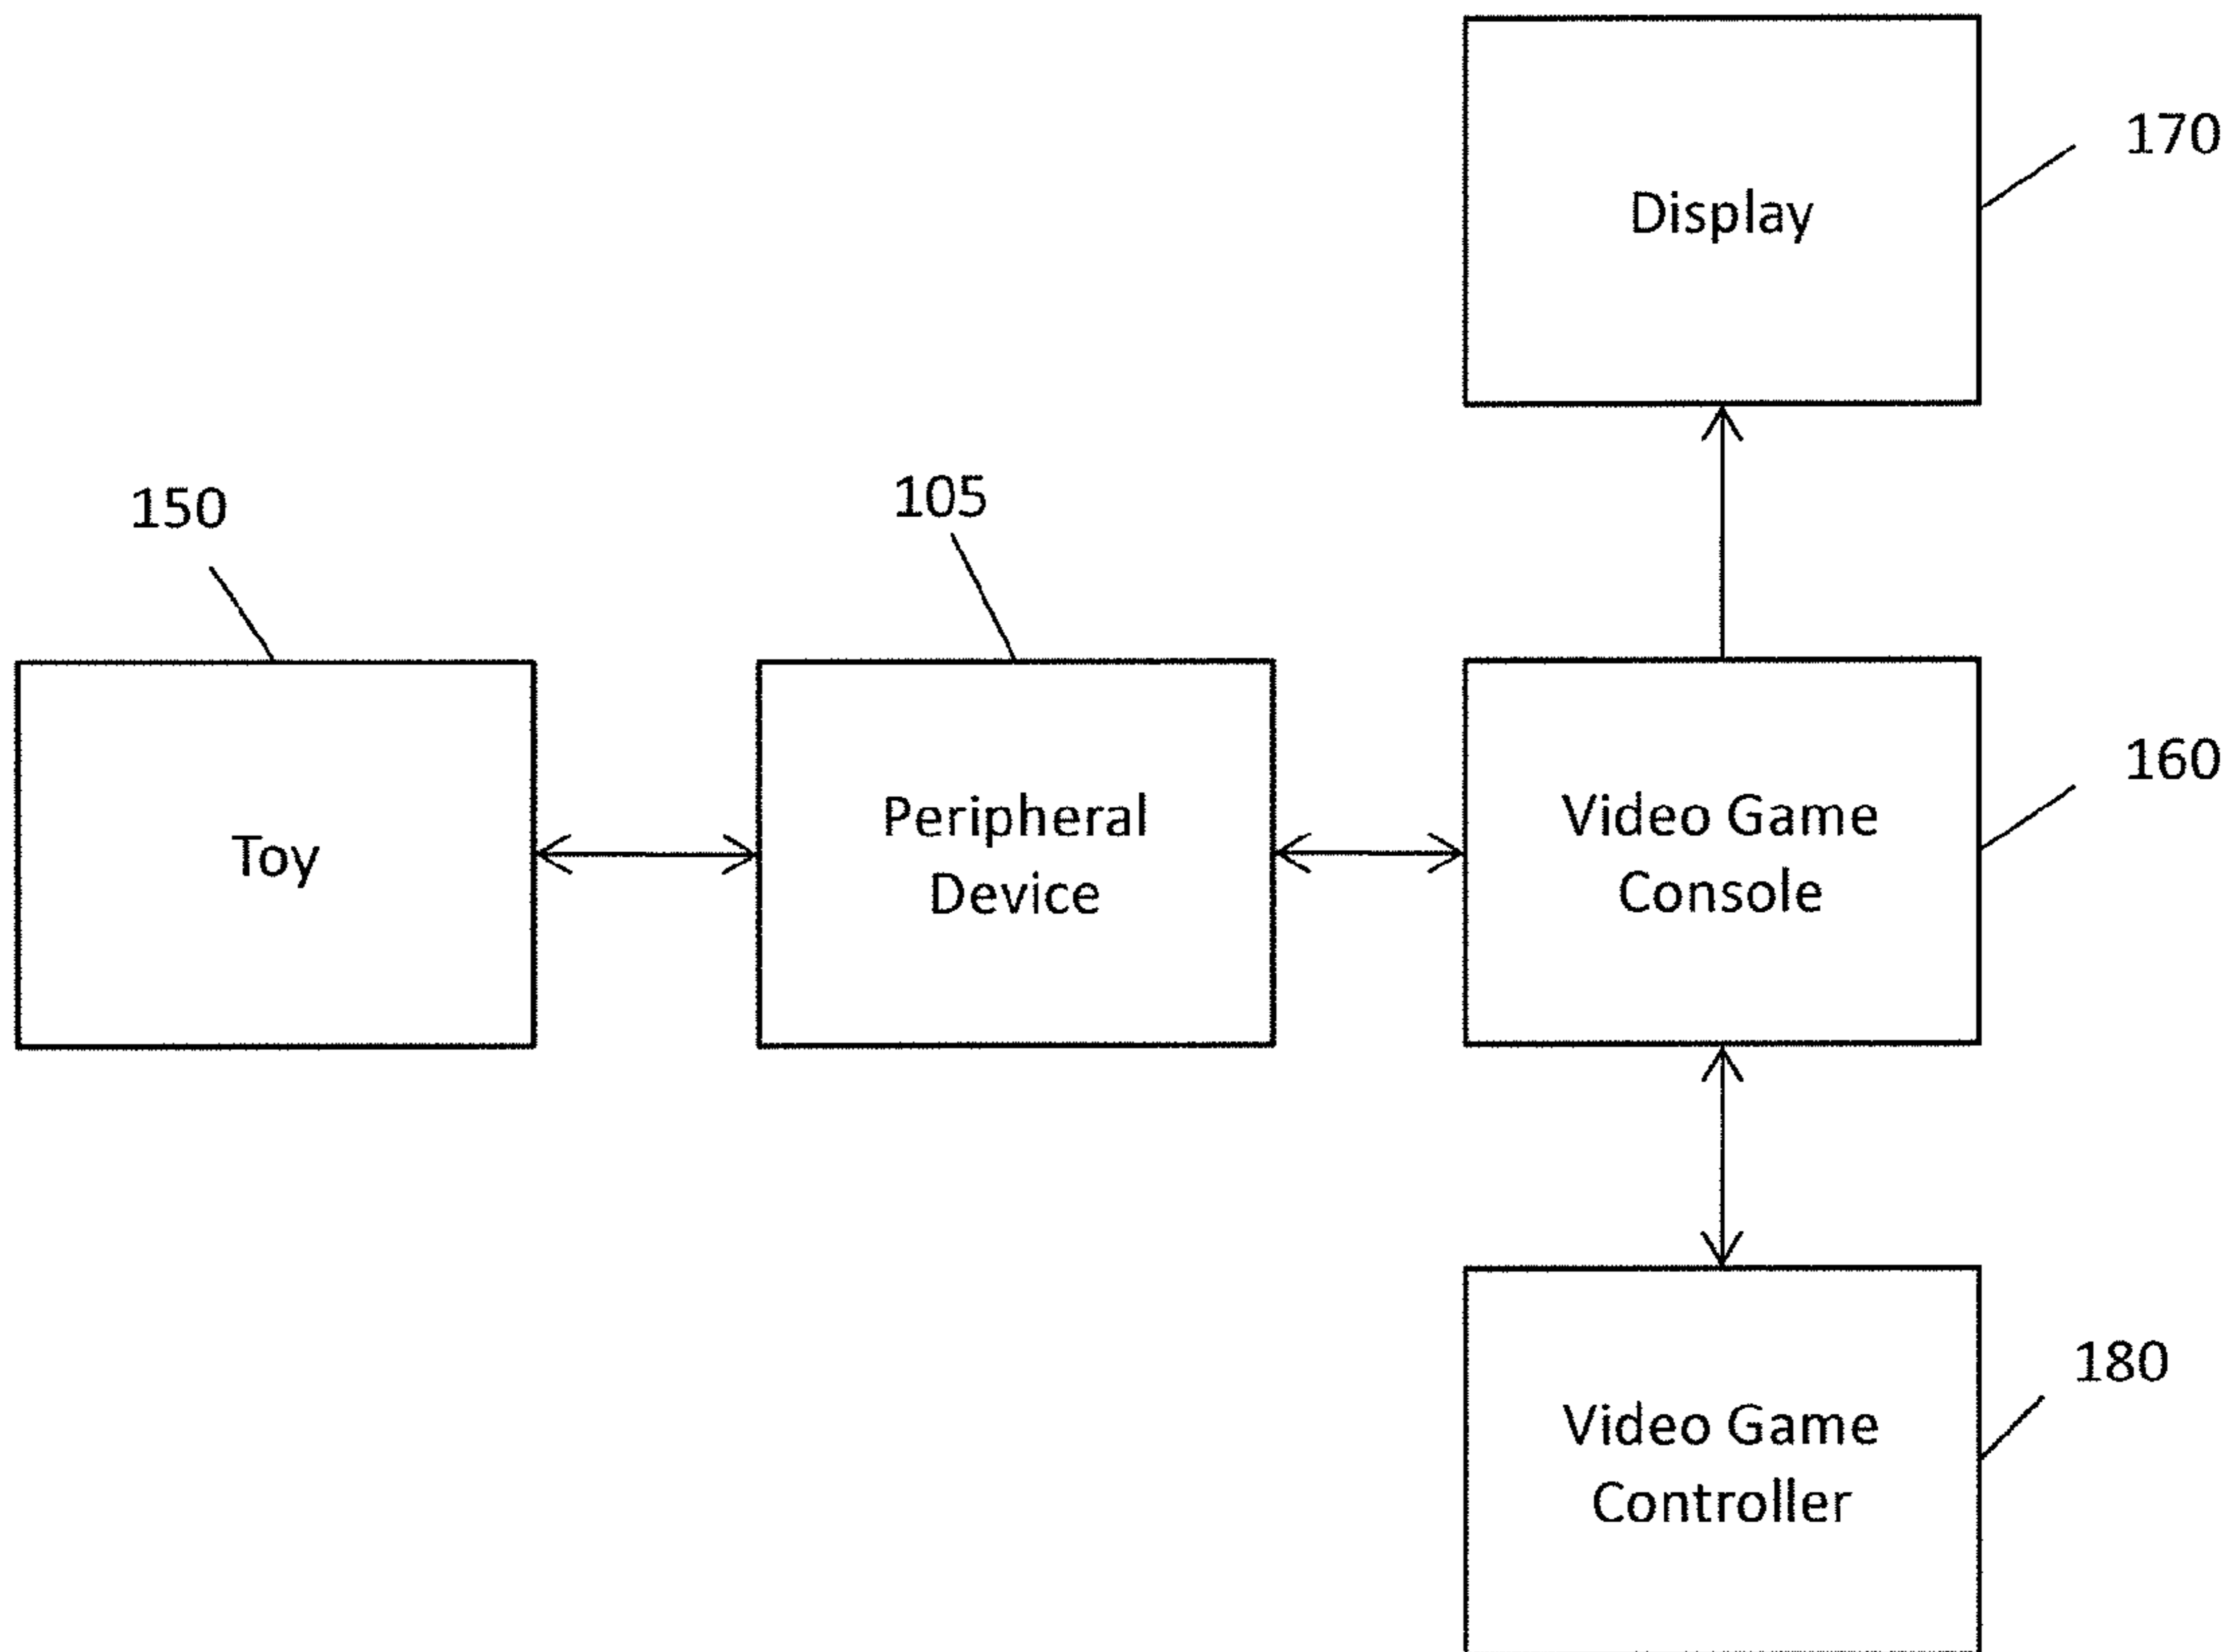 170
Display
150
105
160
Toy
Peripheral
Device
Video Game
Console
180
Video Game
Controller